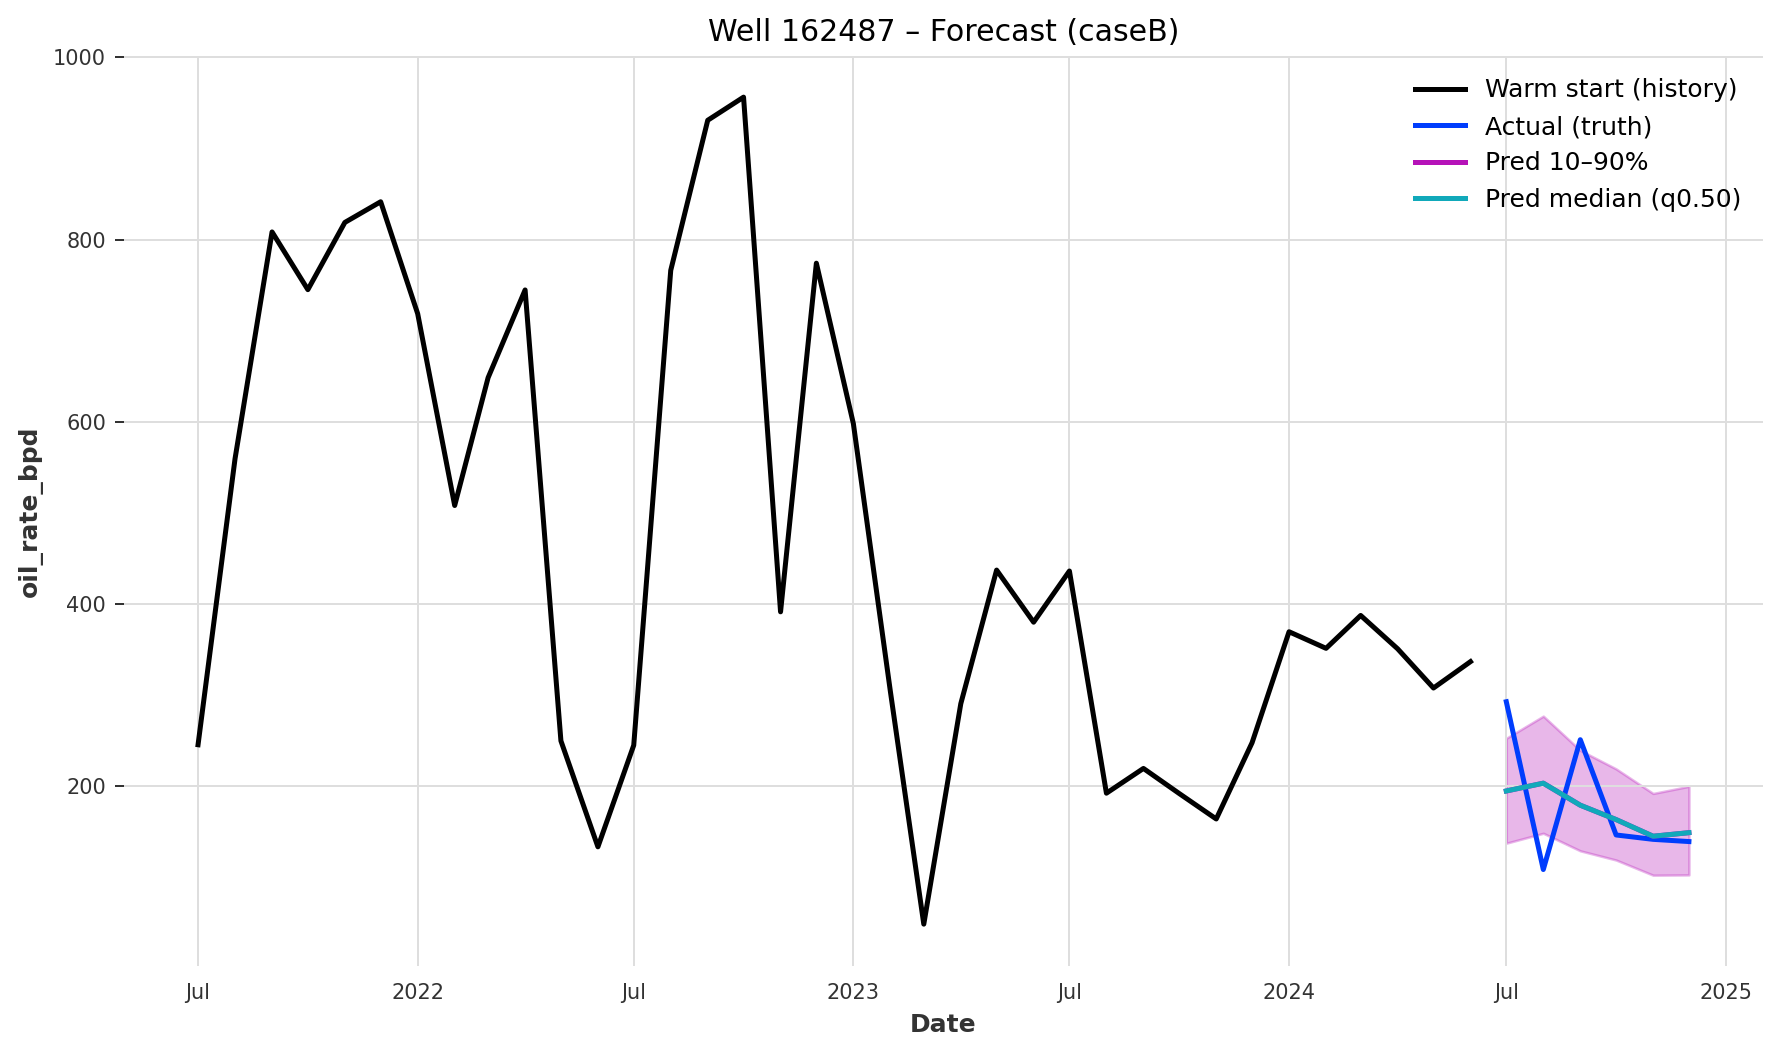 Well 162487 – Forecast (caseB)
Warm start (history)
Actual (truth)
Pred 10–90%
Pred median (q0.50)
oil_rate_bpd
1000
800
600
400
200
Jul 2022 Jul 2023 Jul 2024 Jul 2025
Date